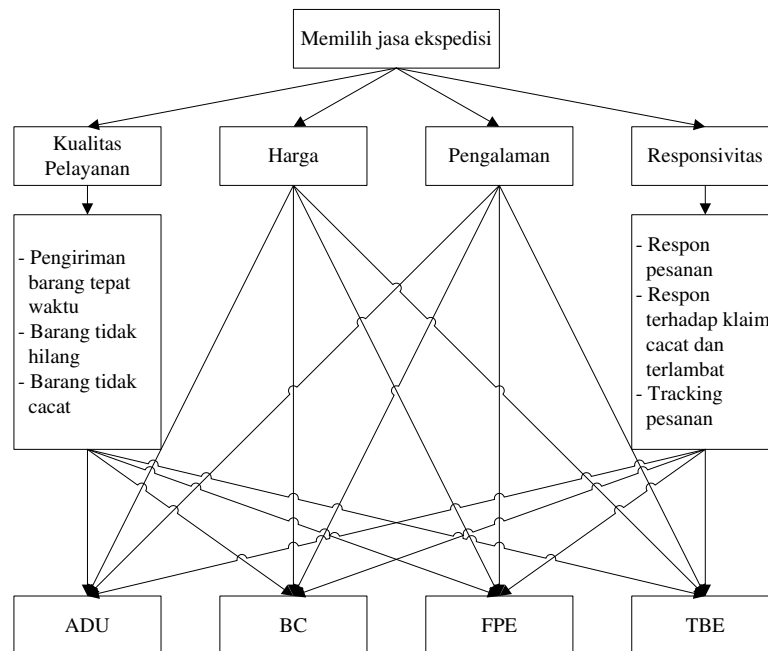 Memilih jasa ekspedisi
Kualitas
Pelayanan
Harga
Pengalaman
Responsivitas
- Pengiriman
barang tepat
waktu
- Barang tidak
hilang
- Barang tidak
cacat
- Respon
pesanan
- Respon
terhadap klaim
cacat dan
terlambat
- Tracking
pesanan
ADU
BC
FPE
TBE